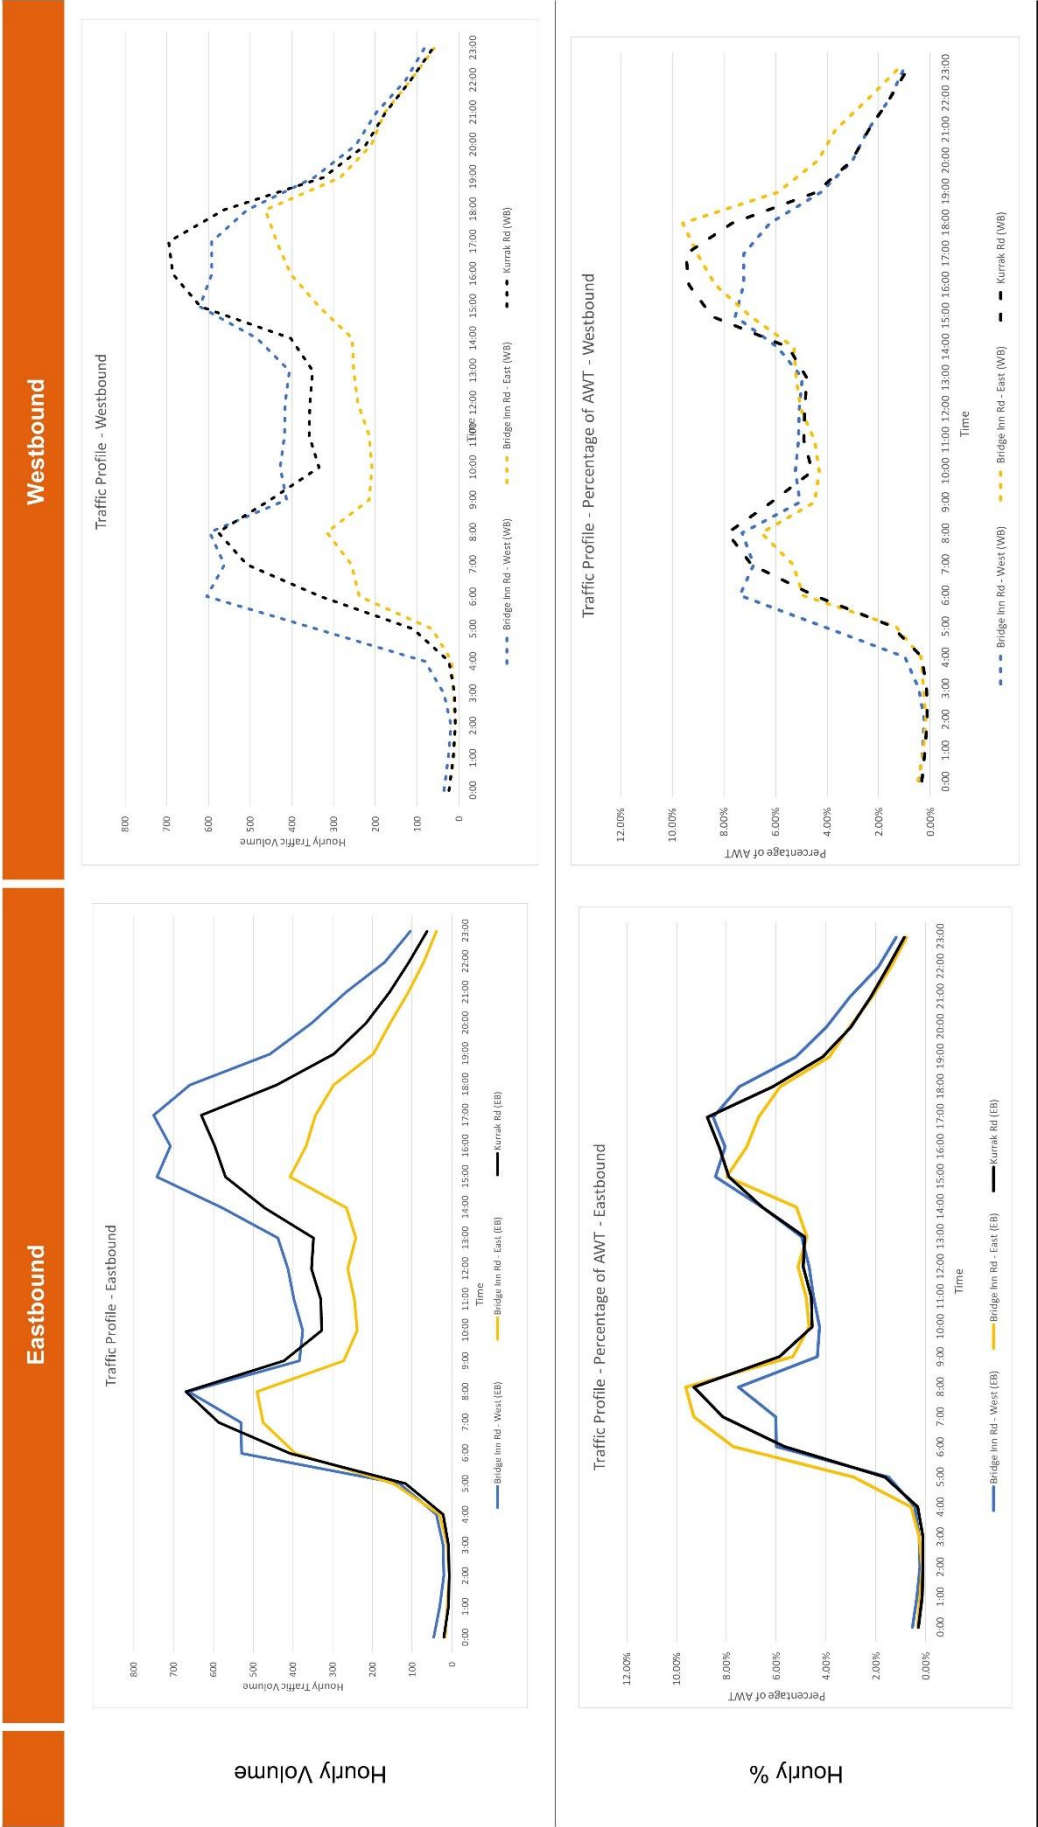 Eastbound
Westbound
Hourly Volume
Traffic Profile - Eastbound
Hourly Traffic Volume
800
700
600
500
400
300
200
100
0
0:00 1:00 2:00 3:00 4:00 5:00 6:00 7:00 8:00 9:00 10:00 11:00 12:00 13:00 14:00 15:00 16:00 17:00 18:00 19:00 20:00 21:00 22:00 23:00
Time
Bridge Inn Rd - West (EB) Bridge Inn Rd - East (EB) Kurrak Rd (EB)
Traffic Profile - Westbound
Hourly Traffic Volume
800
700
600
500
400
300
200
100
0
0:00 1:00 2:00 3:00 4:00 5:00 6:00 7:00 8:00 9:00 10:00 11:00 12:00 13:00 14:00 15:00 16:00 17:00 18:00 19:00 20:00 21:00 22:00 23:00
Time
Bridge Inn Rd - West (WB) Bridge Inn Rd - East (WB) Kurrak Rd (WB)
Hourly %
Traffic Profile - Percentage of AWT - Eastbound
Percentage of AWT
12.00%
10.00%
8.00%
6.00%
4.00%
2.00%
0.00%
0:00 1:00 2:00 3:00 4:00 5:00 6:00 7:00 8:00 9:00 10:00 11:00 12:00 13:00 14:00 15:00 16:00 17:00 18:00 19:00 20:00 21:00 22:00 23:00
Time
Bridge Inn Rd - West (EB) Bridge Inn Rd - East (EB) Kurrak Rd (EB)
Traffic Profile - Percentage of AWT - Westbound
Percentage of AWT
12.00%
10.00%
8.00%
6.00%
4.00%
2.00%
0.00%
0:00 1:00 2:00 3:00 4:00 5:00 6:00 7:00 8:00 9:00 10:00 11:00 12:00 13:00 14:00 15:00 16:00 17:00 18:00 19:00 20:00 21:00 22:00 23:00
Time
Bridge Inn Rd - West (WB) Bridge Inn Rd - East (WB) Kurrak Rd (WB)